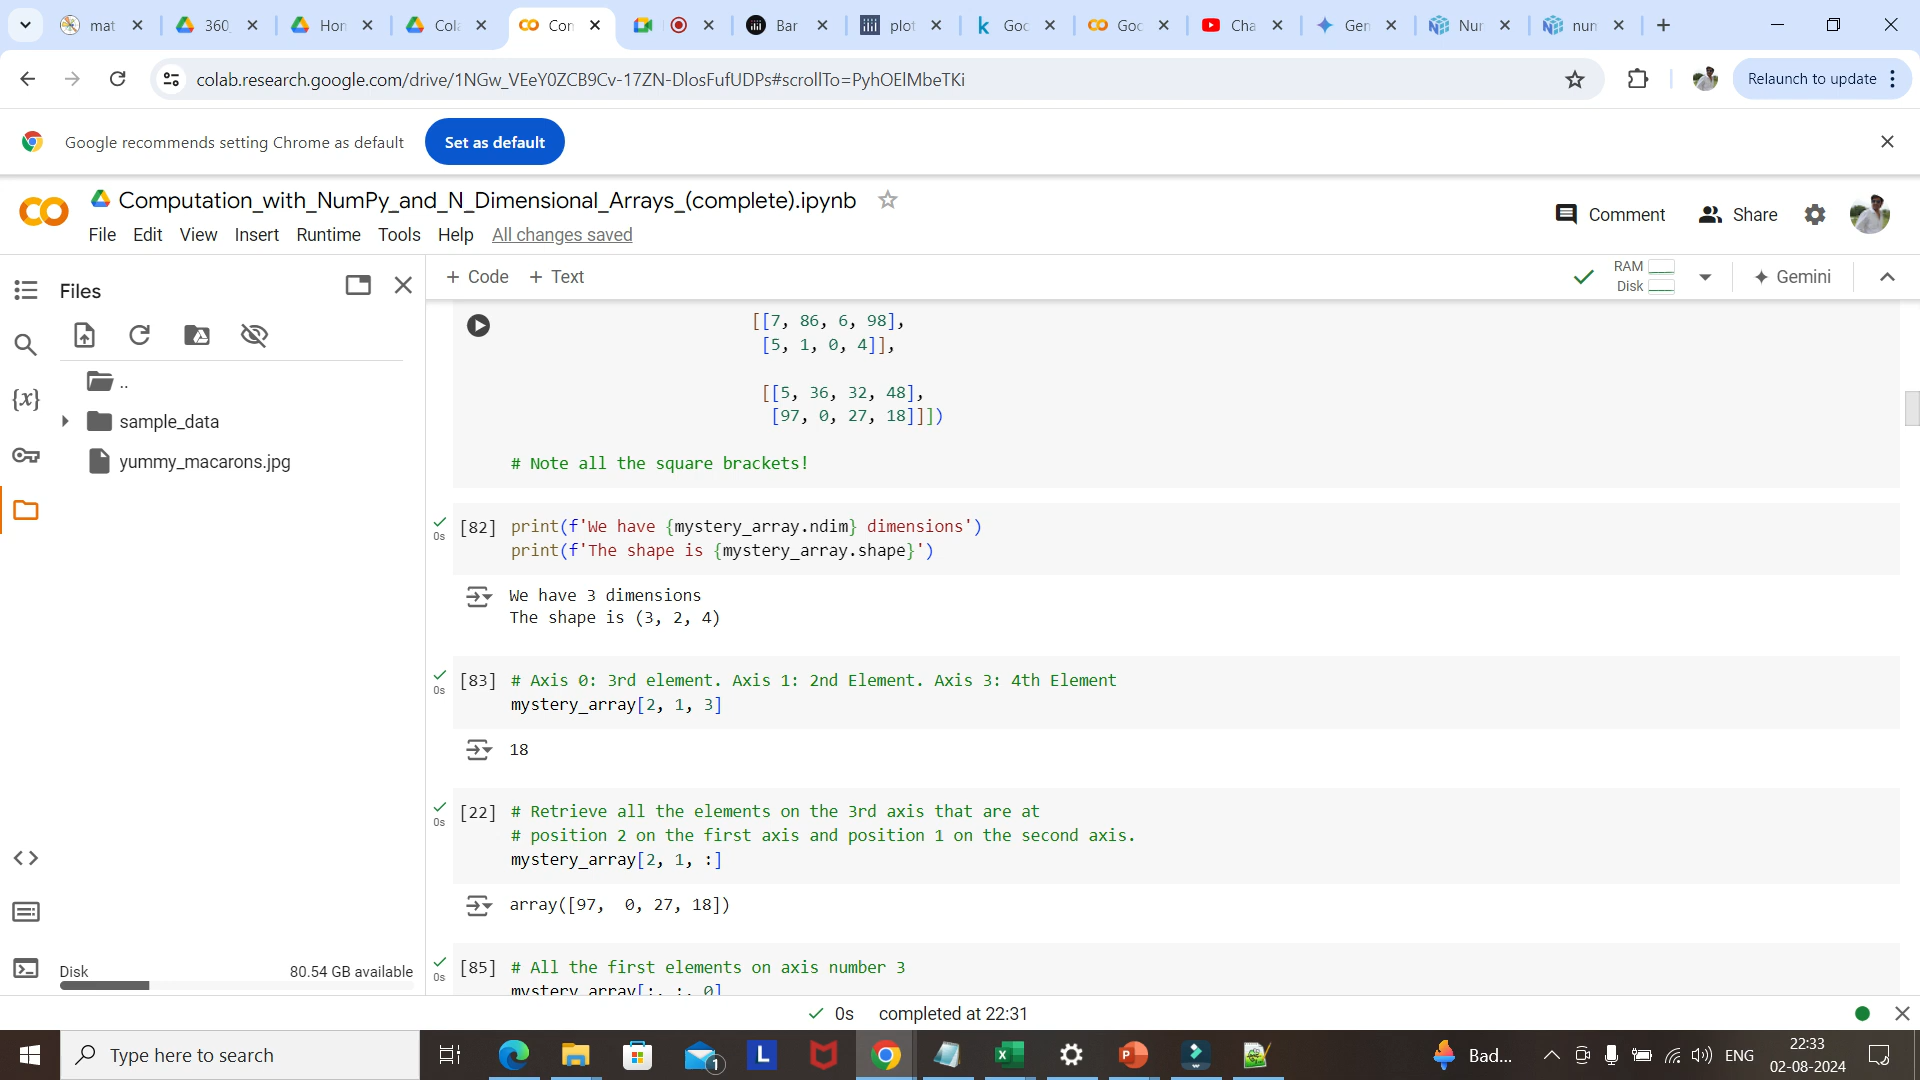 mat
360
Hon
Cola
Con
Bar
plot
k
Goc
Goc
Cha
Gen
Nur
num
colab.research.google.com/drive/1NGw_VEeY0ZCB9Cv-17ZN-DlosFufUDPs#scrollTo=PyhOElMbeTKi
Relaunch to update
Google recommends setting Chrome as default
Set as default
Computation_with_NumPy_and_N_Dimensional_Arrays_(complete).ipynb
File Edit View Insert Runtime Tools Help All changes saved
Comment
Share
Files
+ Code + Text
RAM
Disk
Gemini
..
sample_data
yummy_macarons.jpg
{x}
Disk
80.54 GB available
[[7, 86, 6, 98],
[5, 1, 0, 4]],
[[5, 36, 32, 48],
[97, 0, 27, 18]]])
# Note all the square brackets!
0s
[82] print(f'We have {mystery_array.ndim} dimensions')
print(f'The shape is {mystery_array.shape}')
We have 3 dimensions
The shape is (3, 2, 4)
0s
[83] # Axis 0: 3rd element. Axis 1: 2nd Element. Axis 3: 4th Element
mystery_array[2, 1, 3]
18
0s
[22] # Retrieve all the elements on the 3rd axis that are at
# position 2 on the first axis and position 1 on the second axis.
mystery_array[2, 1, :]
array([97,  0, 27, 18])
0s
[85] # All the first elements on axis number 3
mystery_array[:, :, 0]
0s completed at 22:31
Type here to search
1
L
Bad...
ENG
22:33
02-08-2024